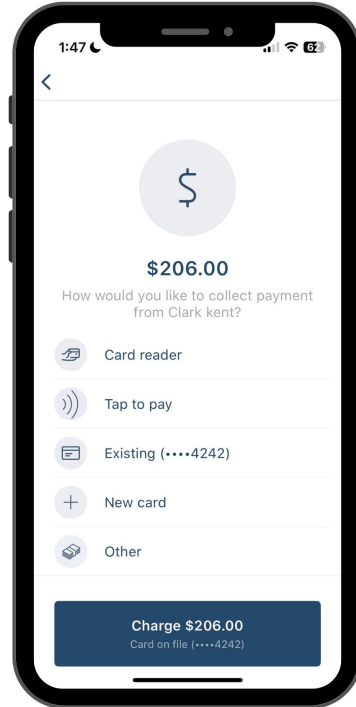 1:47
62
$
$206.00
How would you like to collect payment
from Clark kent?
Card reader
Tap to pay
Existing (••••4242)
New card
Other
Charge $206.00
Card on file (••••4242)